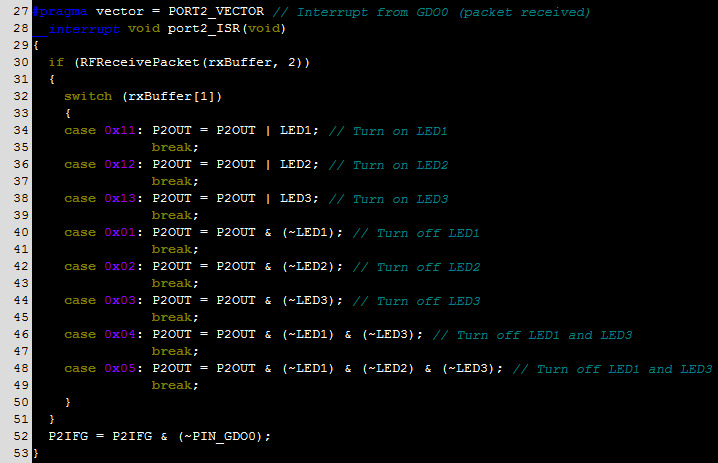 27 #pragma vector = PORT2_VECTOR // Interrupt from GDO0 (packet received)
28 __interrupt void port2_ISR(void)
29 {
30 if (RFReceivePacket(rxBuffer, 2))
31 {
32 switch (rxBuffer[1])
33 {
34 case 0x11: P2OUT = P2OUT | LED1; // Turn on LED1
35 break;
36 case 0x12: P2OUT = P2OUT | LED2; // Turn on LED2
37 break;
38 case 0x13: P2OUT = P2OUT | LED3; // Turn on LED3
39 break;
40 case 0x01: P2OUT = P2OUT & (~LED1); // Turn off LED1
41 break;
42 case 0x02: P2OUT = P2OUT & (~LED2); // Turn off LED2
43 break;
44 case 0x03: P2OUT = P2OUT & (~LED3); // Turn off LED3
45 break;
46 case 0x04: P2OUT = P2OUT & (~LED1) & (~LED3); // Turn off LED1 and LED3
47 break;
48 case 0x05: P2OUT = P2OUT & (~LED1) & (~LED2) & (~LED3); // Turn off LED1 and LED3
49 break;
50 }
51 }
52 P2IFG = P2IFG & (~PIN_GDO0);
53 }